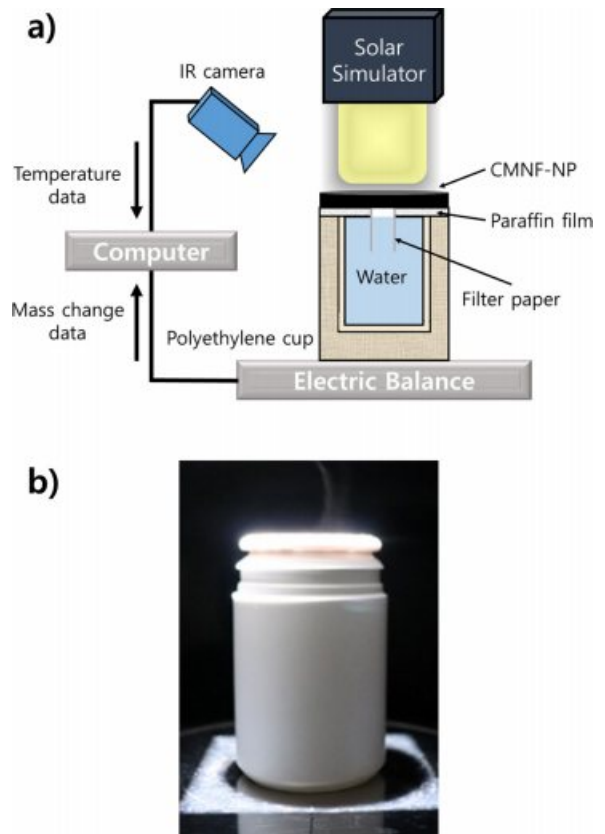 a)
Solar
Simulator
IR camera
CMNF-NP
Temperature
data
Paraffin film
Computer
Water
Filter paper
Mass change
data
Polyethylene cup
Electric Balance
b)